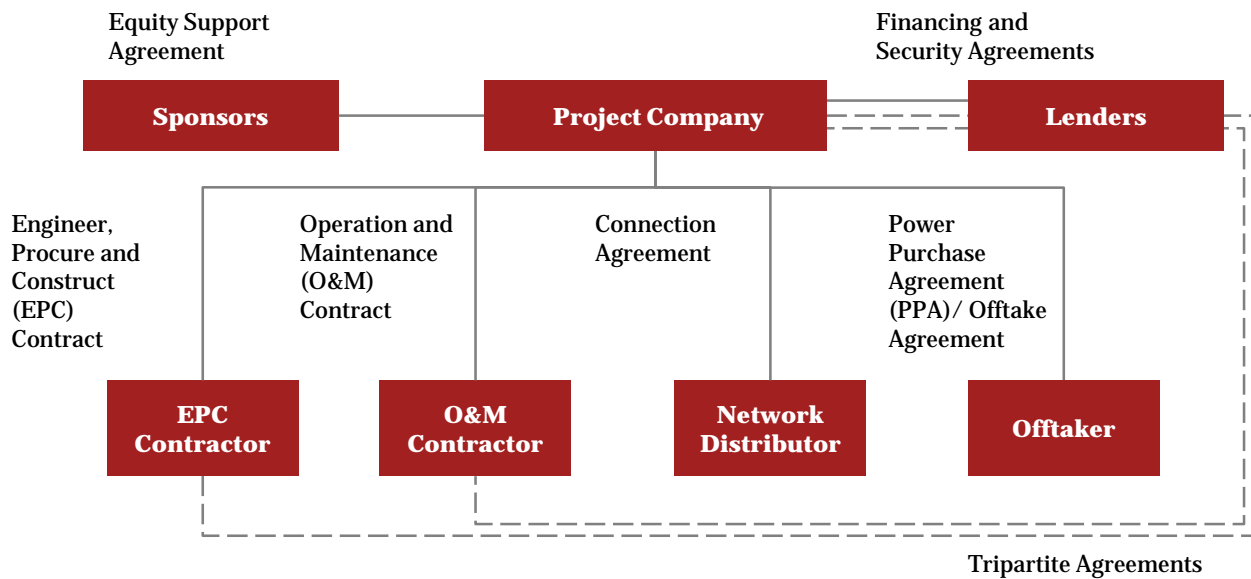 Equity Support
Agreement
Financing and
Security Agreements
Sponsors
Project Company
Lenders
Engineer,
Procure and
Construct
(EPC)
Contract
Operation and
Maintenance
(O&M)
Contract
Connection
Agreement
Power
Purchase
Agreement
(PPA)/ Offtake
Agreement
EPC
Contractor
O&M
Contractor
Network
Distributor
Offtaker
Tripartite Agreements